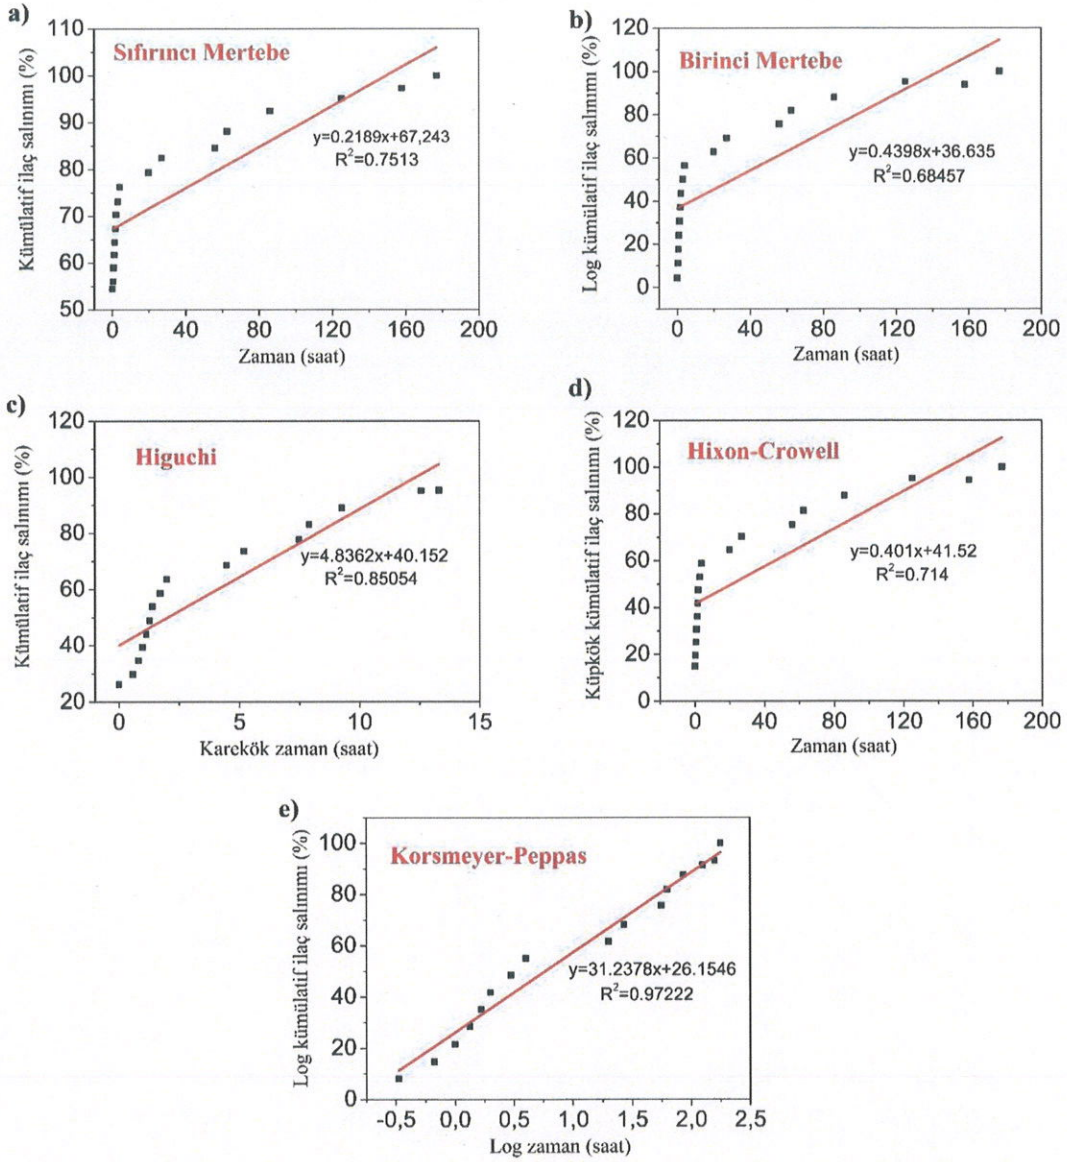 a)
Sıfırıncı Mertebe
Kümülatif ilaç salınımı (%)
110
100
90
80
70
60
50
y=0.2189x+67,243
R²=0.7513
0 40 80 120 160 200
Zaman (saat)
b)
Birinci Mertebe
Log kümülatif ilaç salınımı (%)
120
100
80
60
40
20
0
y=0.4398x+36.635
R²=0.68457
0 40 80 120 160 200
Zaman (saat)
c)
Higuchi
Kümülatif ilaç salınımı (%)
120
100
80
60
40
20
y=4.8362x+40.152
R²=0.85054
0 5 10 15
Karekök zaman (saat)
d)
Hixon-Crowell
Küpkök kümülatif ilaç salınımı (%)
120
100
80
60
40
20
0
y=0.401x+41.52
R²=0.714
0 40 80 120 160 200
Zaman (saat)
e)
Korsmeyer-Peppas
Log kümülatif ilaç salınımı (%)
100
80
60
40
20
0
y=31.2378x+26.1546
R²=0.97222
-0,5 0,0 0,5 1,0 1,5 2,0 2,5
Log zaman (saat)